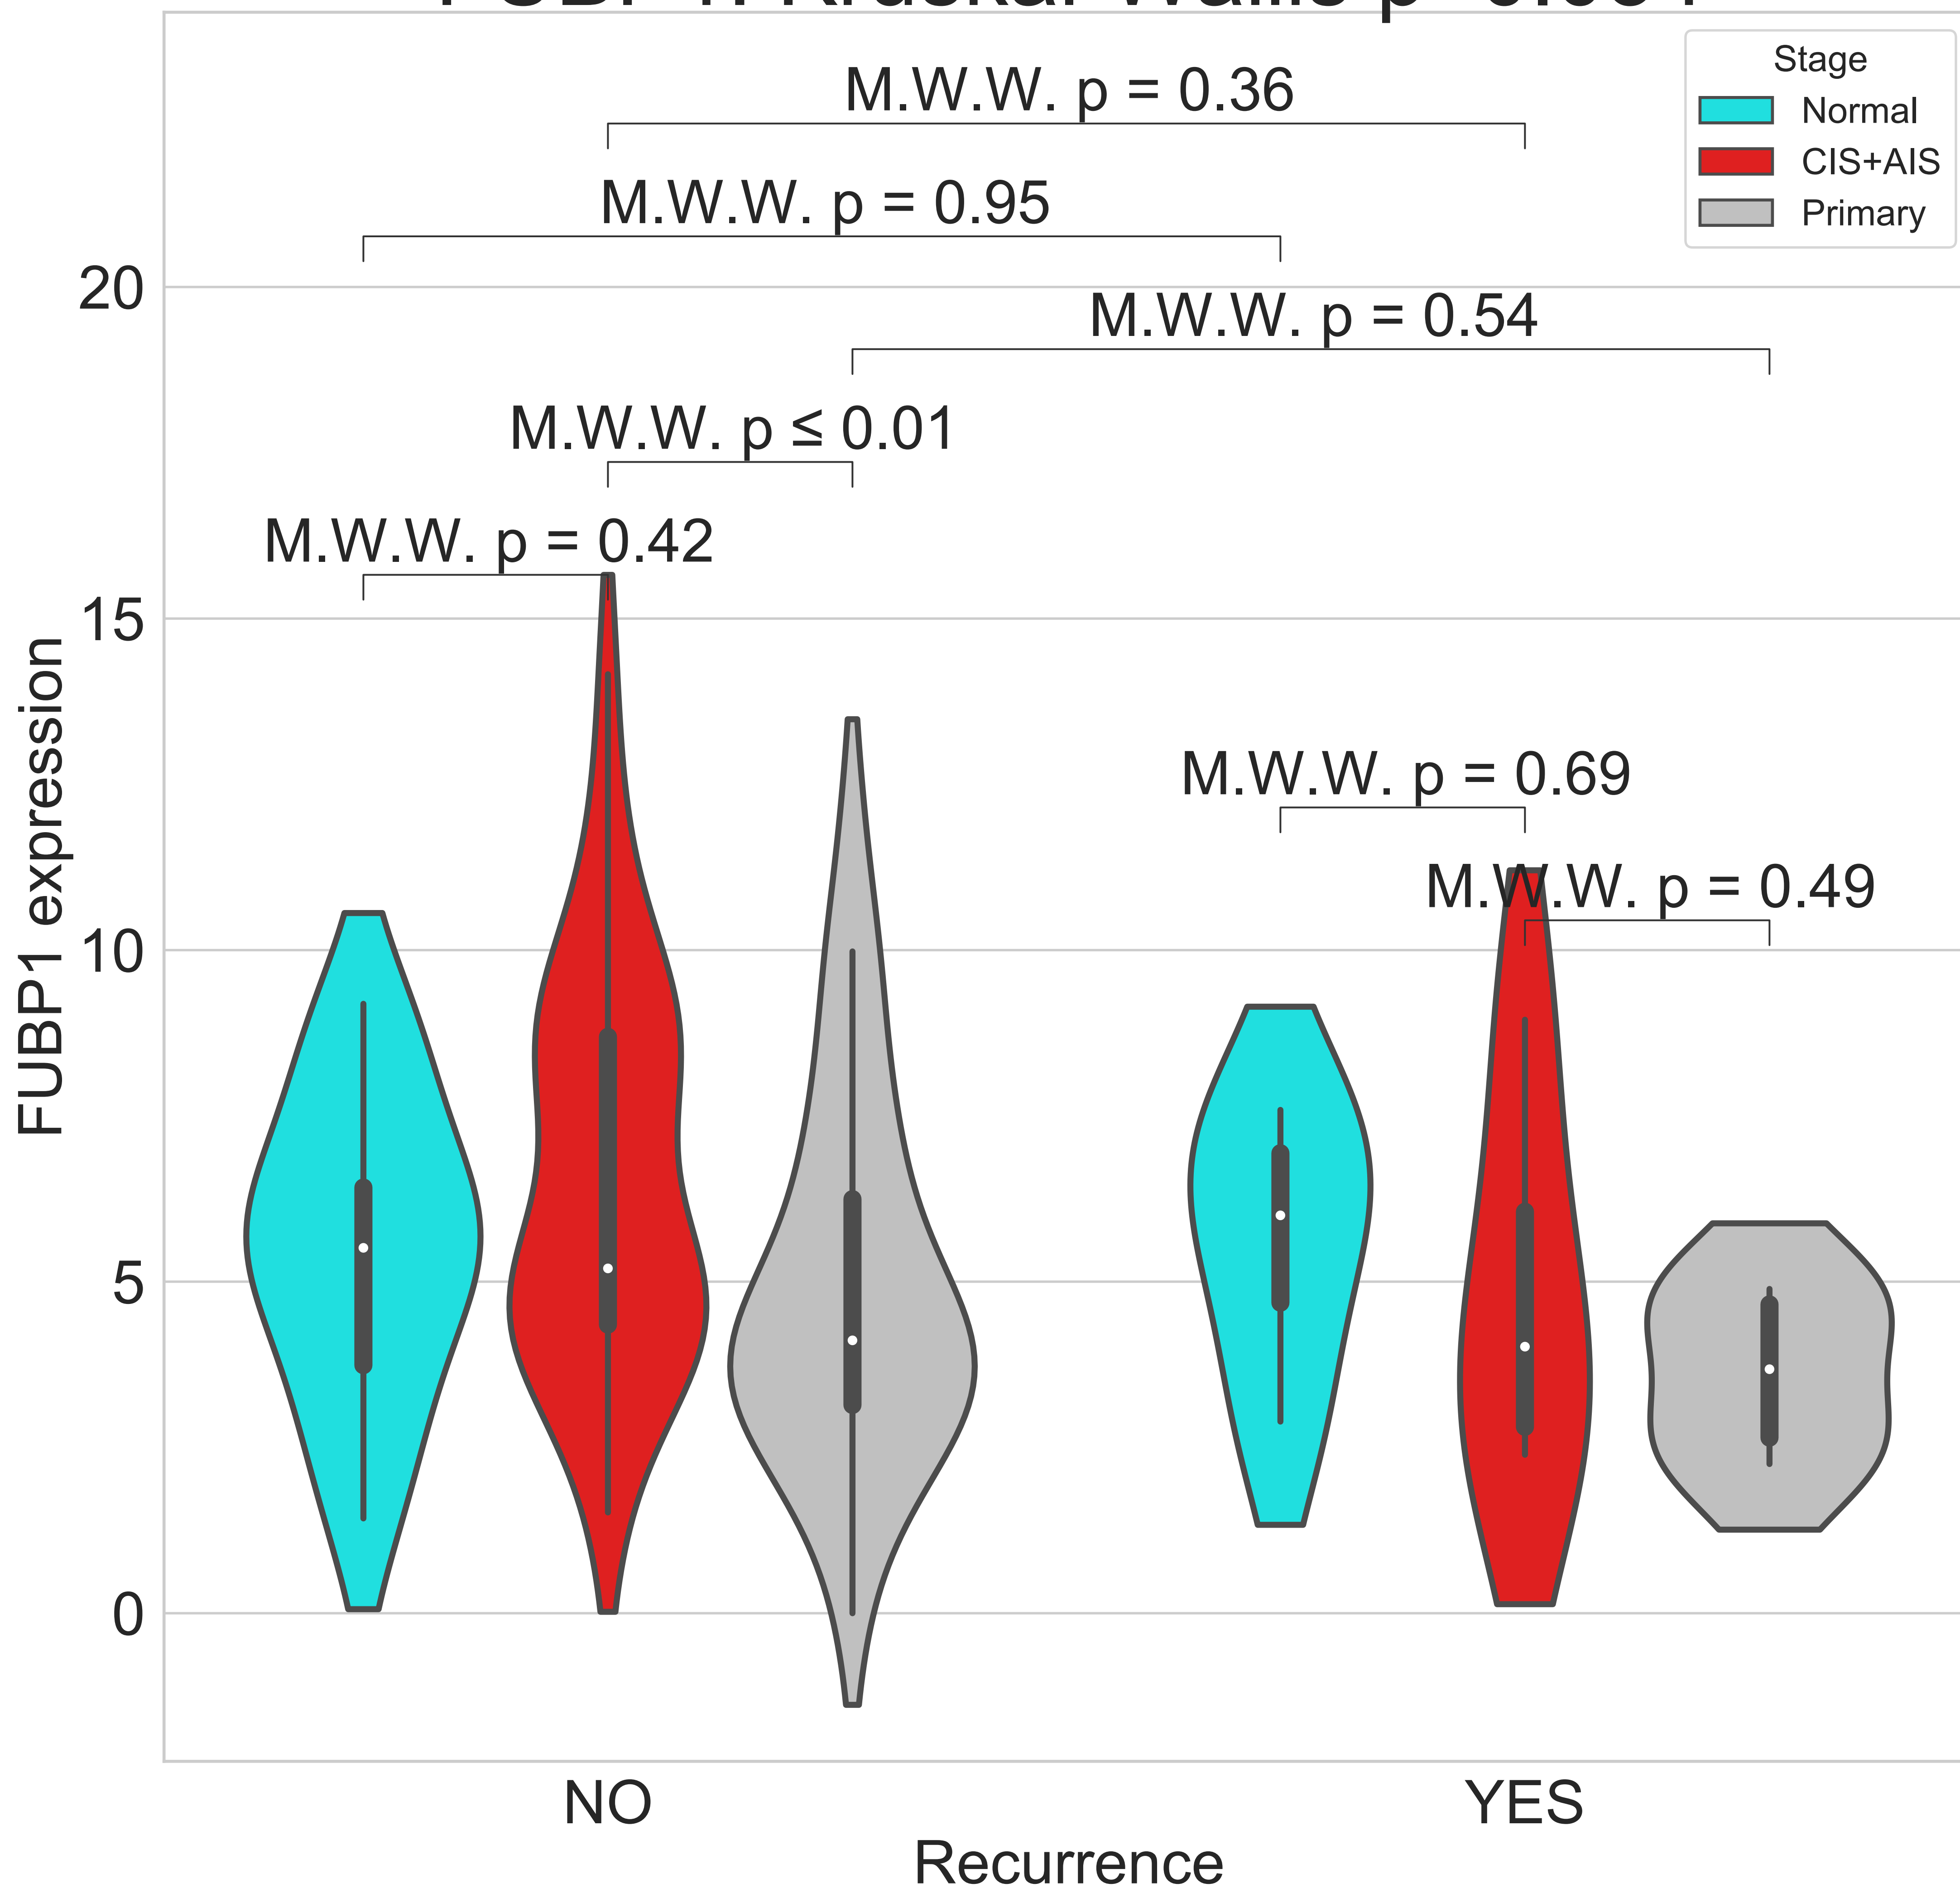 Stage
Normal
CIS+AIS
Primary
M.W.W. p = 0.36
M.W.W. p = 0.95
M.W.W. p = 0.54
M.W.W. p ≤ 0.01
M.W.W. p = 0.42
M.W.W. p = 0.69
M.W.W. p = 0.49
FUBP1 expression
20
15
10
5
0
NO
YES
Recurrence